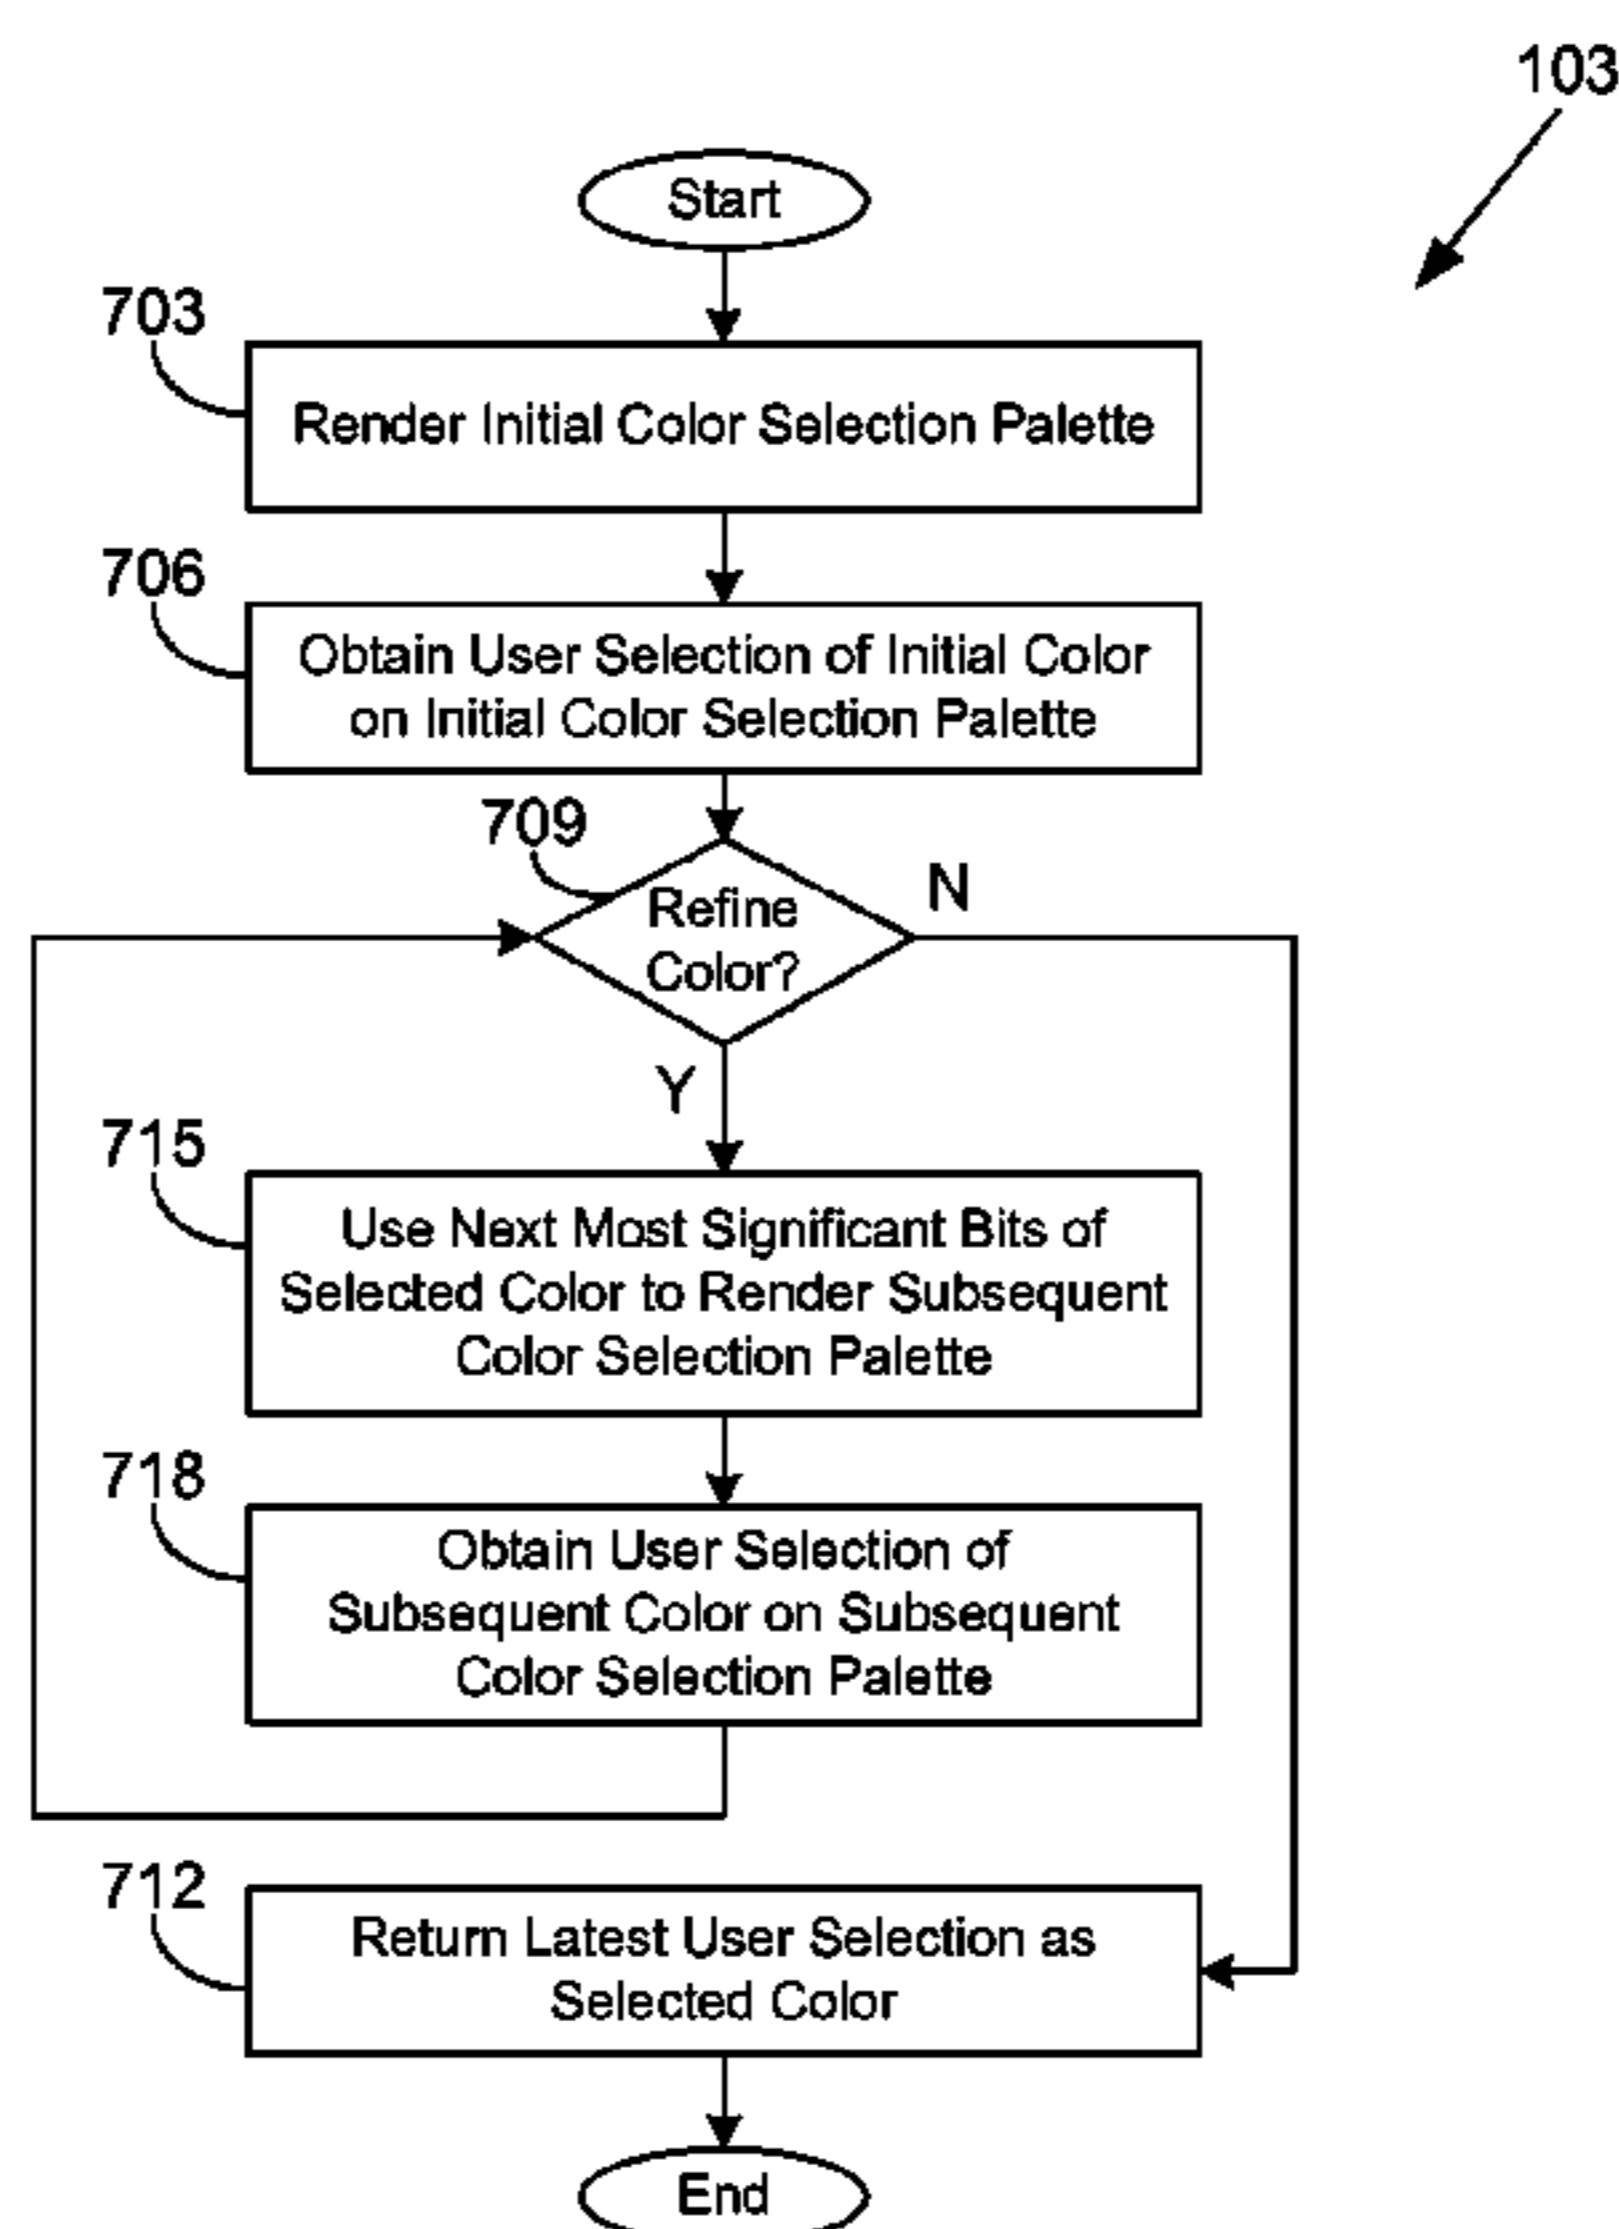 103
Start
703
Render Initial Color Selection Palette
706
Obtain User Selection of Initial Color
on Initial Color Selection Palette
709
Refine
Color?
N
Y
715
Use Next Most Significant Bits of
Selected Color to Render Subsequent
Color Selection Palette
718
Obtain User Selection of
Subsequent Color on Subsequent
Color Selection Palette
712
Return Latest User Selection as
Selected Color
End